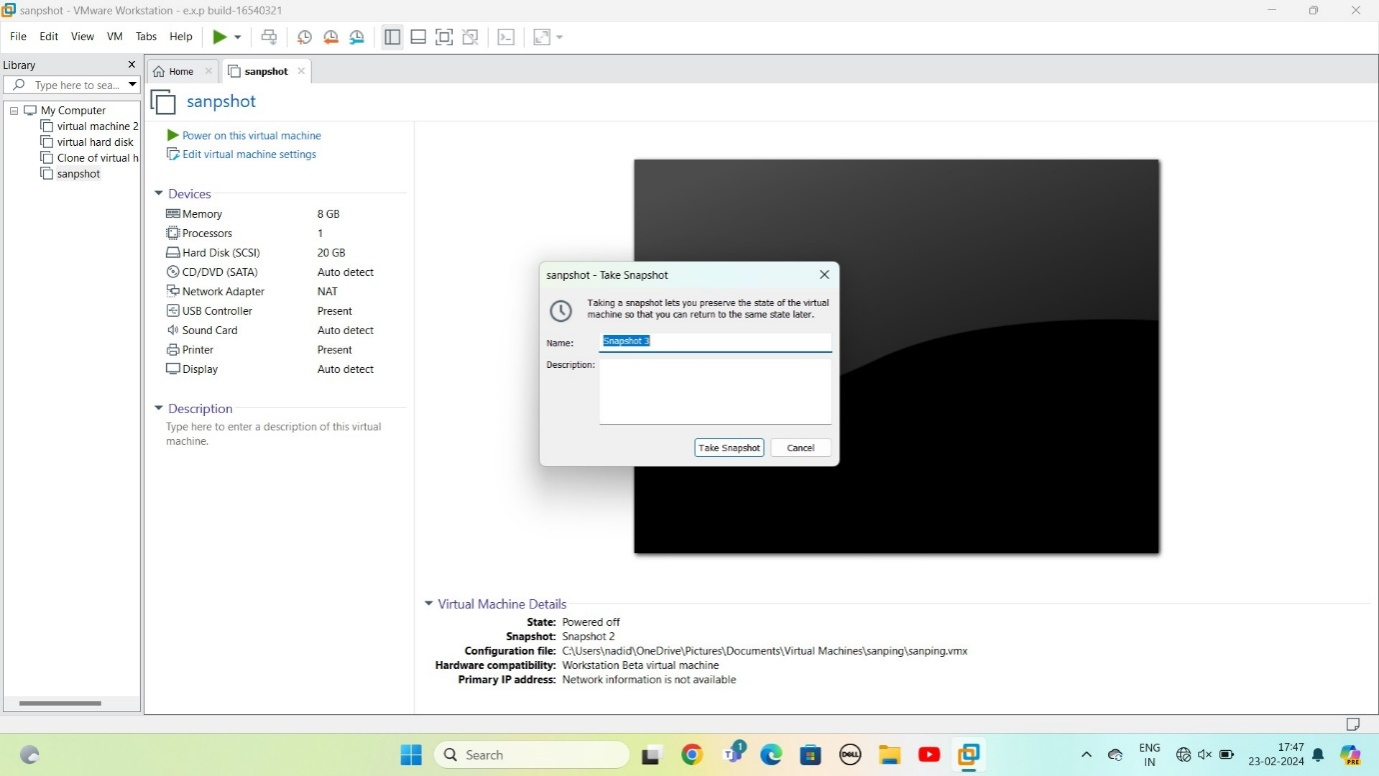 sanpshot - VMware Workstation - e.x.p build-16540321
File Edit View VM Tabs Help
Library
Type here to sea...
My Computer
virtual machine 2
virtual hard disk
Clone of virtual h
sanpshot
Home
sanpshot
sanpshot
Power on this virtual machine
Edit virtual machine settings
Devices
Memory 8 GB
Processors 1
Hard Disk (SCSI) 20 GB
CD/DVD (SATA) Auto detect
Network Adapter NAT
USB Controller Present
Sound Card Auto detect
Printer Present
Display Auto detect
Description
Type here to enter a description of this virtual
machine.
sanpshot - Take Snapshot
Taking a snapshot lets you preserve the state of the virtual
machine so that you can return to the same state later.
Name: Snapshot 3
Description:
Take Snapshot Cancel
Virtual Machine Details
State: Powered off
Snapshot: Snapshot 2
Configuration file: C:\Users\nadid\OneDrive\Pictures\Documents\Virtual Machines\sanping\sanping.vmx
Hardware compatibility: Workstation Beta virtual machine
Primary IP address: Network information is not available
Search
1
DELL
ENG
IN
17:47
23-02-2024
PRE